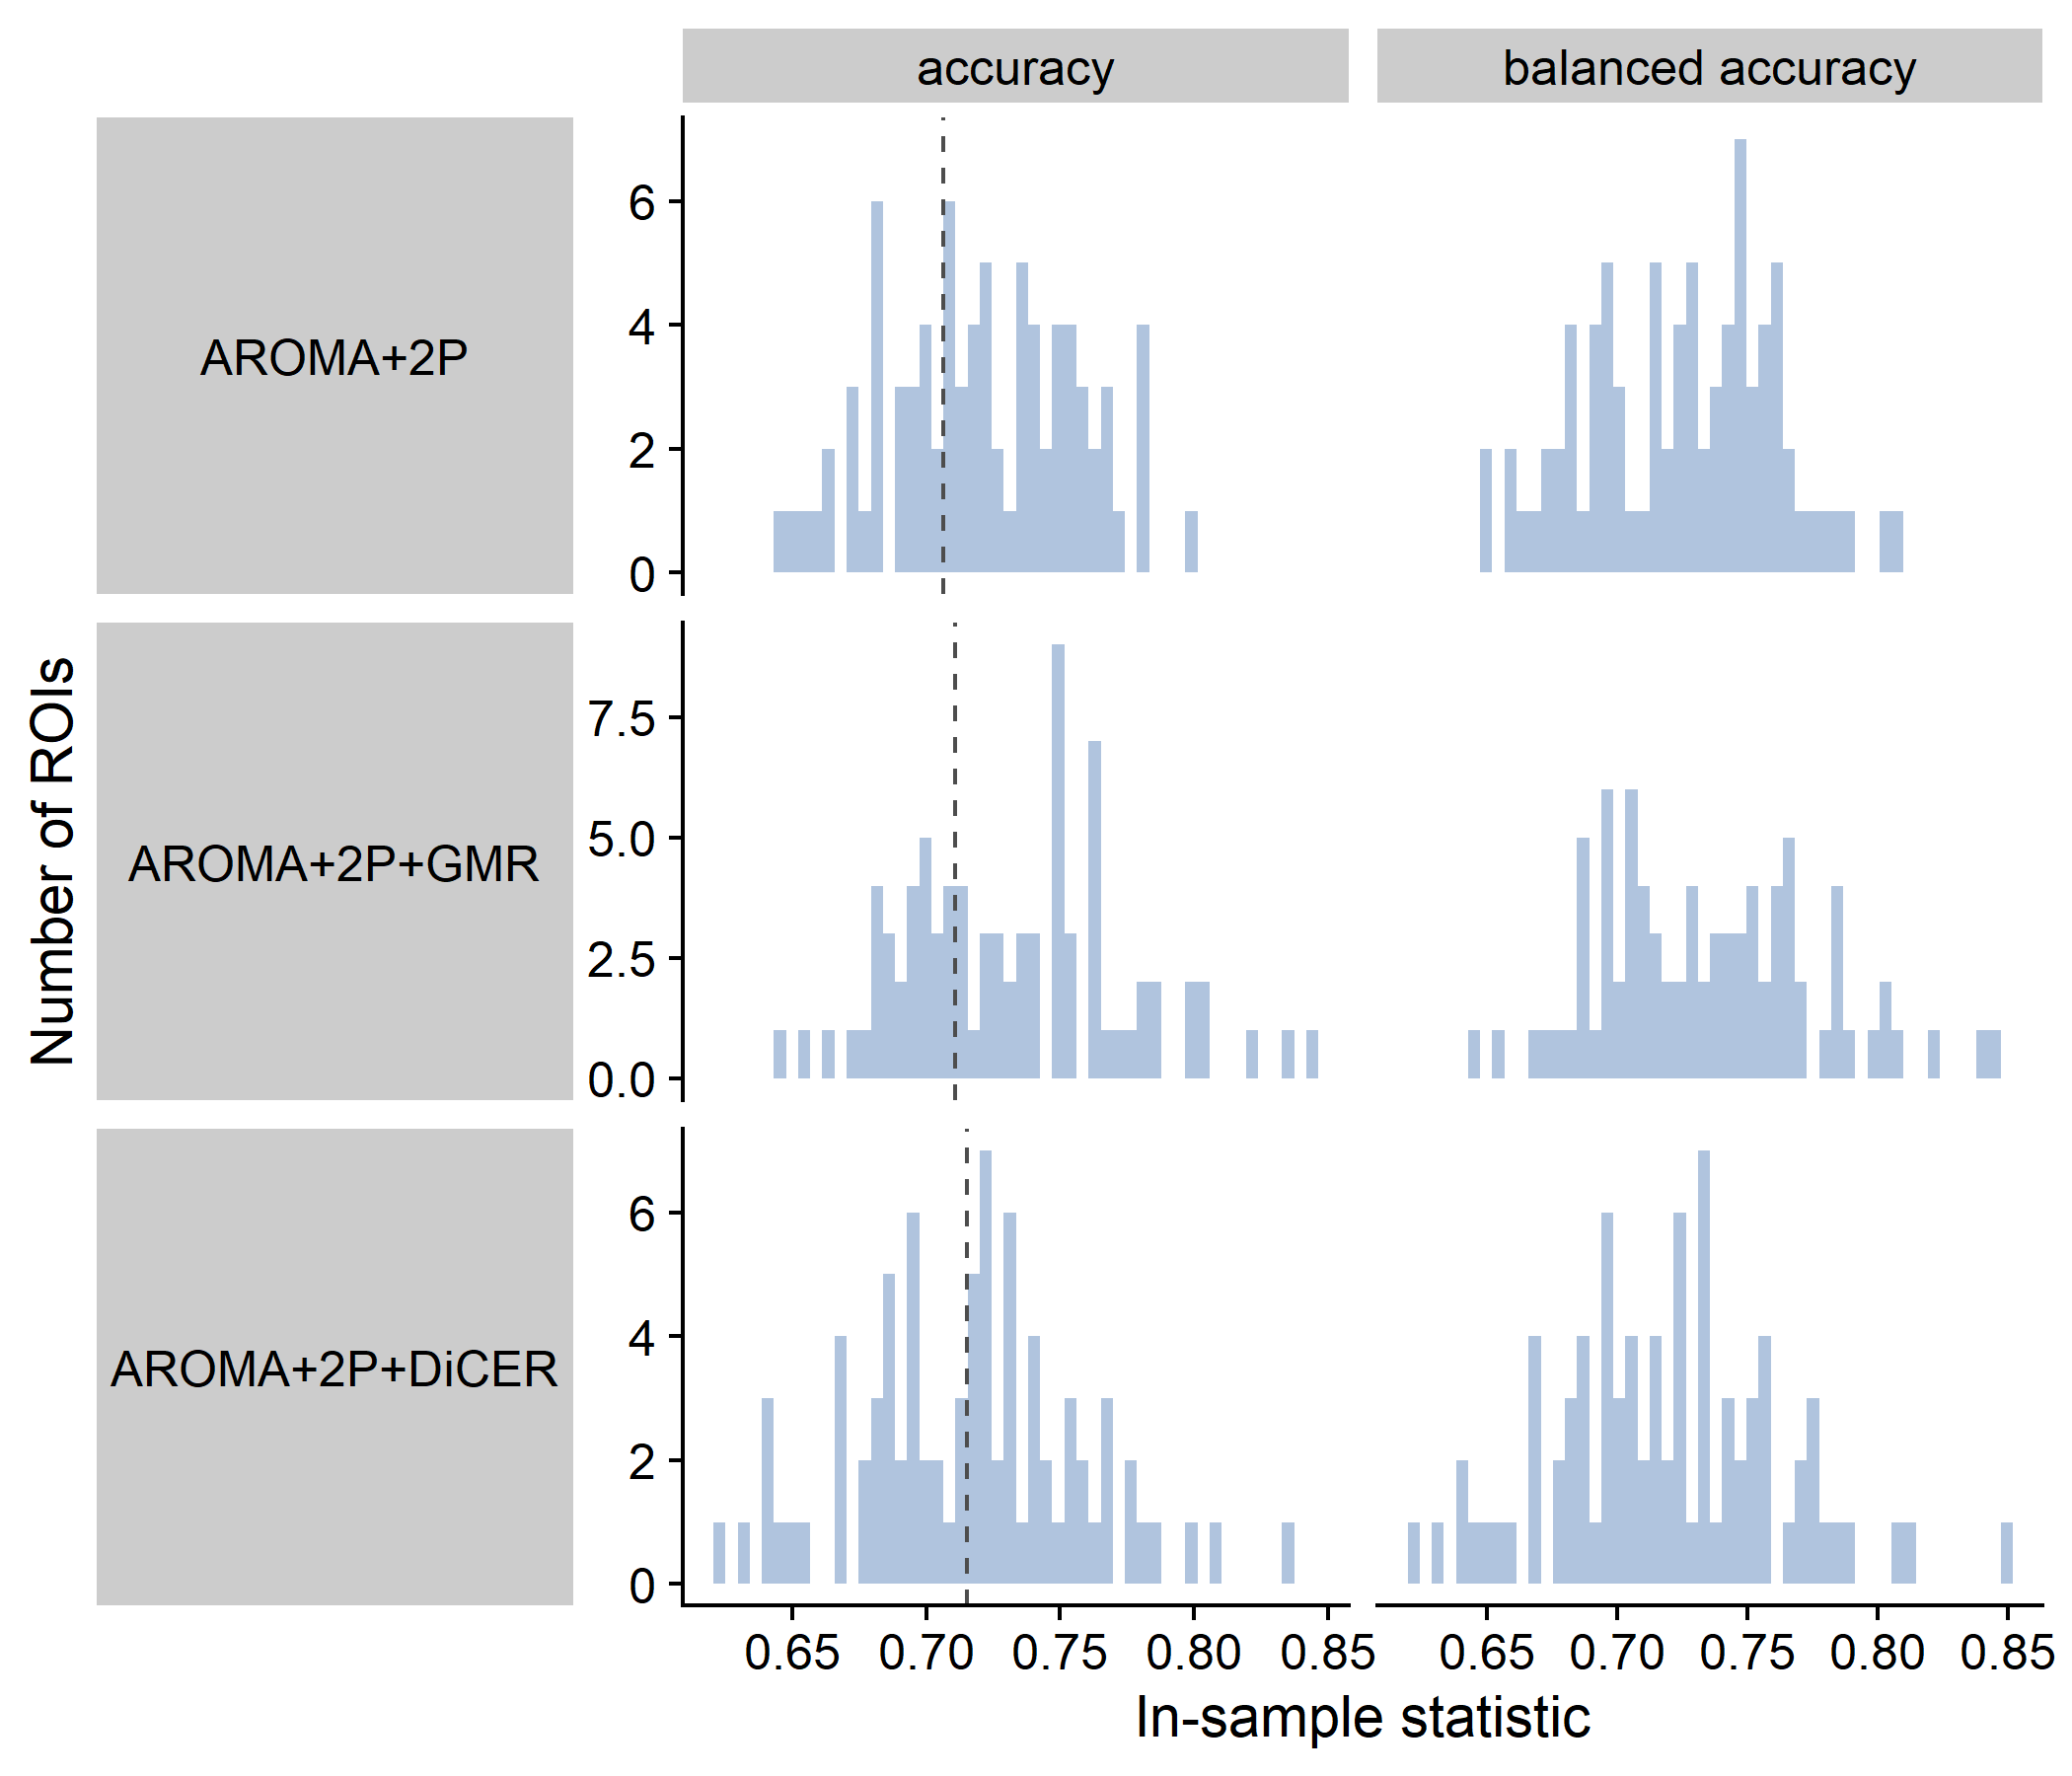 accuracy
balanced accuracy
Number of ROIs
AROMA+2P
6
4
2
0
AROMA+2P+GMR
7.5
5.0
2.5
0.0
AROMA+2P+DiCER
6
4
2
0
0.65 0.70 0.75 0.80 0.85 0.65 0.70 0.75 0.80 0.85
In-sample statistic